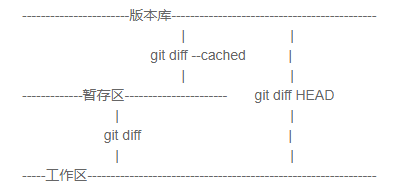 -----------------------版本库--------------------------------------------
| |
git diff --cached |
| |
-------------暂存区---------------------- git diff HEAD
| |
git diff |
| |
-----工作区--------------------------------------------------------------